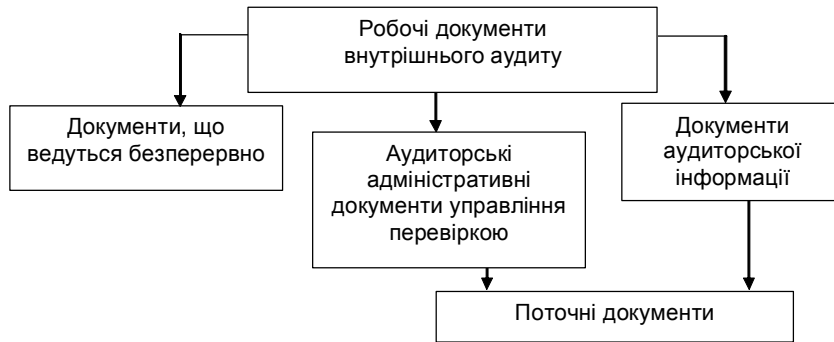 Робочі документи
внутрішнього аудиту
Документи, що
ведуться безперервно
Аудиторські
адміністративні
документи управління
перевіркою
Документи
аудиторської
інформації
Поточні документи